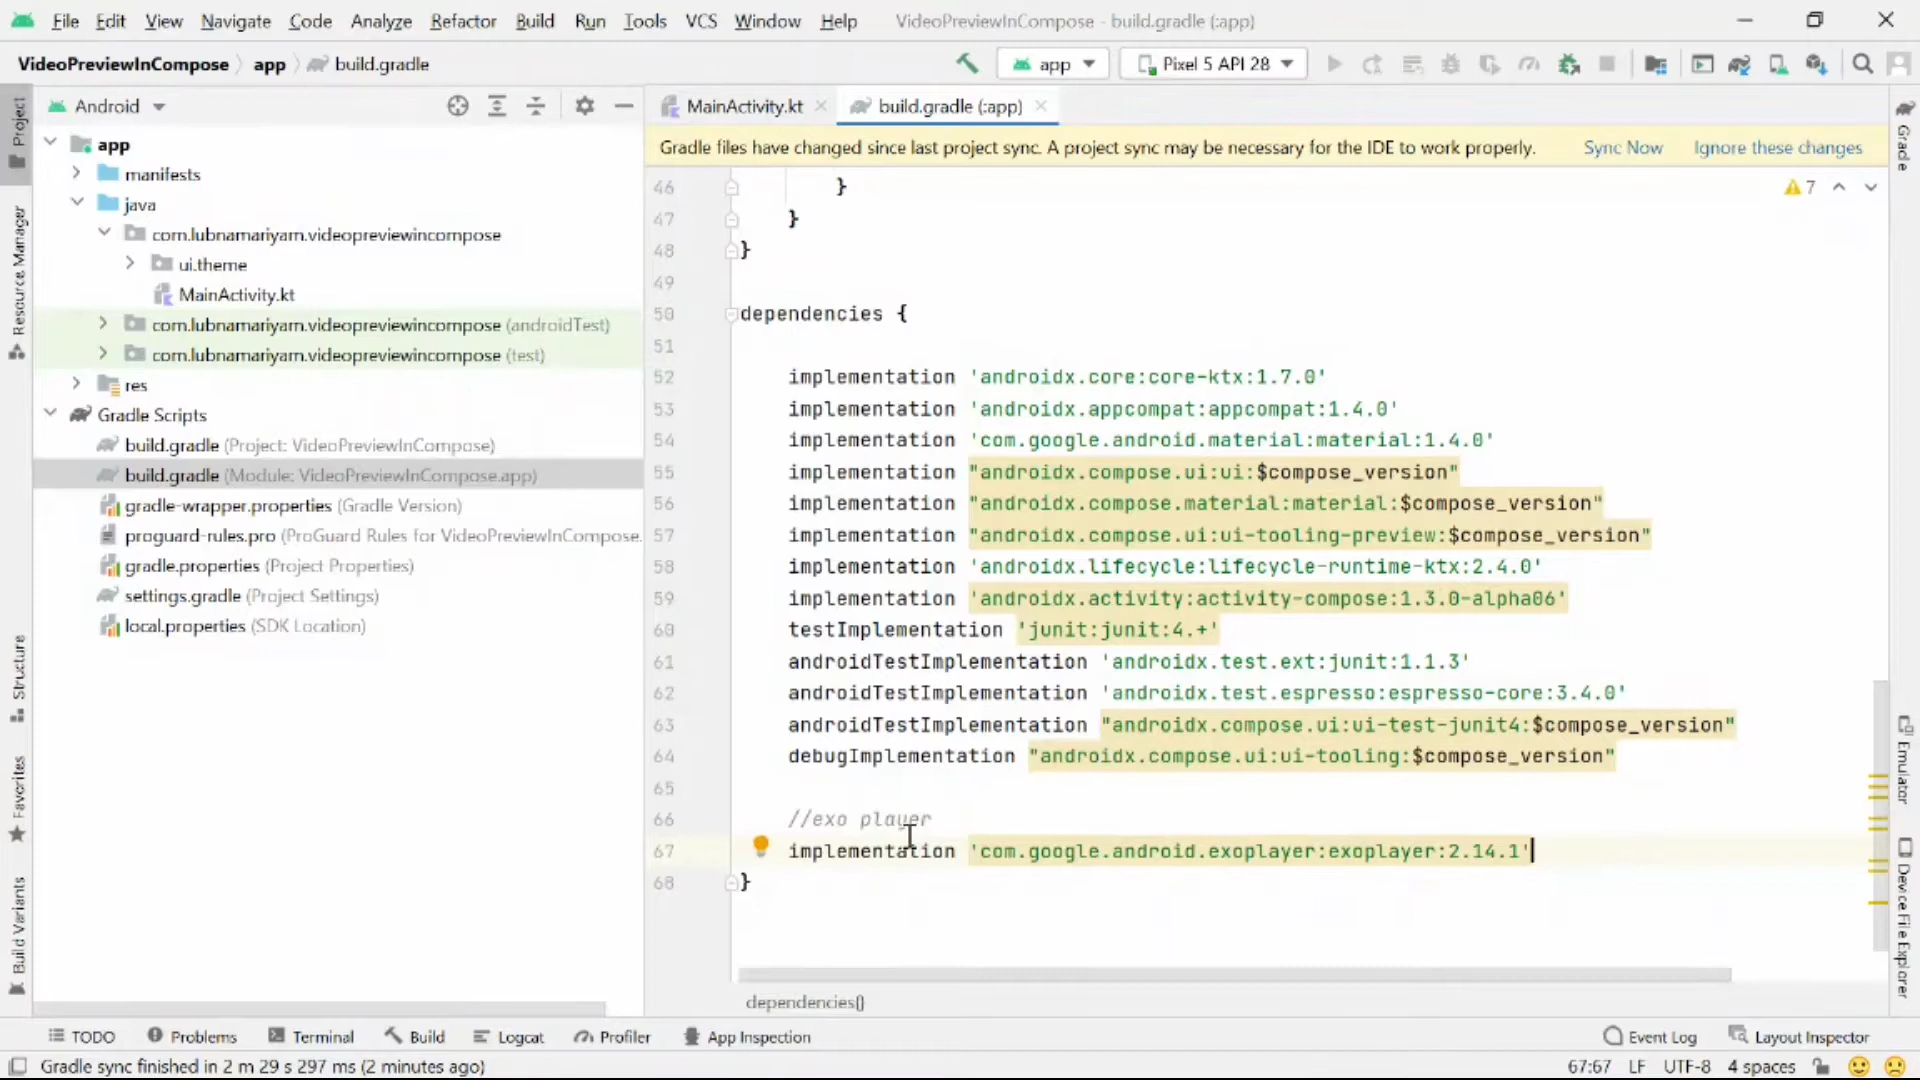 File Edit View Navigate Code Analyze Refactor Build Run Tools VCS Window Help VideoPreviewInCompose - build.gradle (:app)
VideoPreviewInCompose app build.gradle
app Pixel 5 API 28
Android
MainActivity.kt build.gradle (:app)
Gradle files have changed since last project sync. A project sync may be necessary for the IDE to work properly. Sync Now Ignore these changes
7
Project
Resource Manager
Structure
Favorites
Build Variants
app
manifests
java
com.lubnamariyam.videopreviewincompose
ui.theme
MainActivity.kt
com.lubnamariyam.videopreviewincompose (androidTest)
com.lubnamariyam.videopreviewincompose (test)
res
Gradle Scripts
build.gradle (Project: VideoPreviewInCompose)
build.gradle (Module: VideoPreviewInCompose.app)
gradle-wrapper.properties (Gradle Version)
proguard-rules.pro (ProGuard Rules for VideoPreviewInCompose.
gradle.properties (Project Properties)
settings.gradle (Project Settings)
local.properties (SDK Location)
46 }
47 }
48 }
49
50 dependencies {
51
52 implementation 'androidx.core:core-ktx:1.7.0'
53 implementation 'androidx.appcompat:appcompat:1.4.0'
54 implementation 'com.google.android.material:material:1.4.0'
55 implementation "androidx.compose.ui:ui:$compose_version"
56 implementation "androidx.compose.material:material:$compose_version"
57 implementation "androidx.compose.ui:ui-tooling-preview:$compose_version"
58 implementation 'androidx.lifecycle:lifecycle-runtime-ktx:2.4.0'
59 implementation 'androidx.activity:activity-compose:1.3.0-alpha06'
60 testImplementation 'junit:junit:4.+'
61 androidTestImplementation 'androidx.test.ext:junit:1.1.3'
62 androidTestImplementation 'androidx.test.espresso:espresso-core:3.4.0'
63 androidTestImplementation "androidx.compose.ui:ui-test-junit4:$compose_version"
64 debugImplementation "androidx.compose.ui:ui-tooling:$compose_version"
65
66 //exo player
67 implementation 'com.google.android.exoplayer:exoplayer:2.14.1'
68 }
dependencies{}
Gradle
Emulator
Device File Explorer
TODO Problems Terminal Build Logcat Profiler App Inspection Event Log Layout Inspector
Gradle sync finished in 2 m 29 s 297 ms (2 minutes ago) 67:67 LF UTF-8 4 spaces